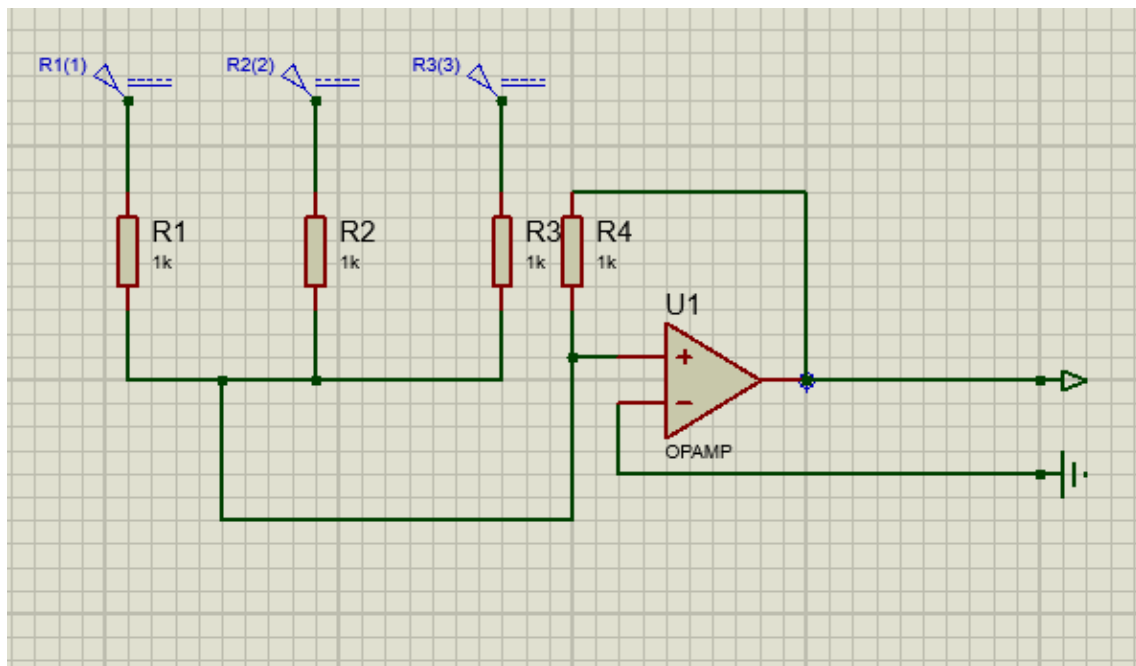 R1(1)
R2(2)
R3(3)
R1
1k
R2
1k
R3
1k
R4
1k
U1
+
−
OPAMP